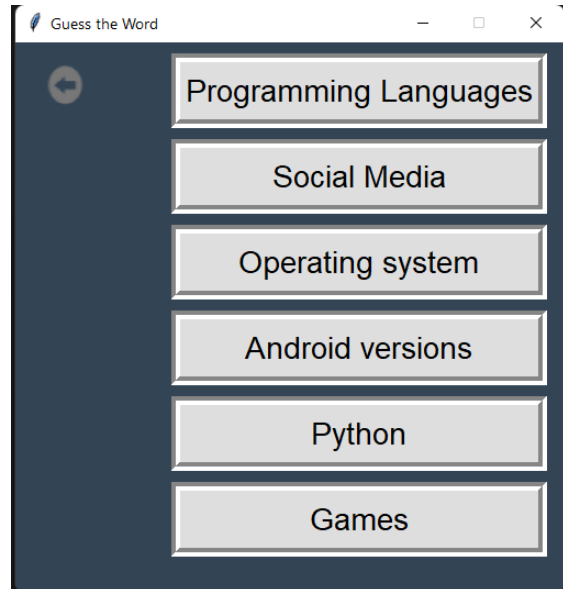 Guess the Word
Programming Languages
Social Media
Operating system
Android versions
Python
Games